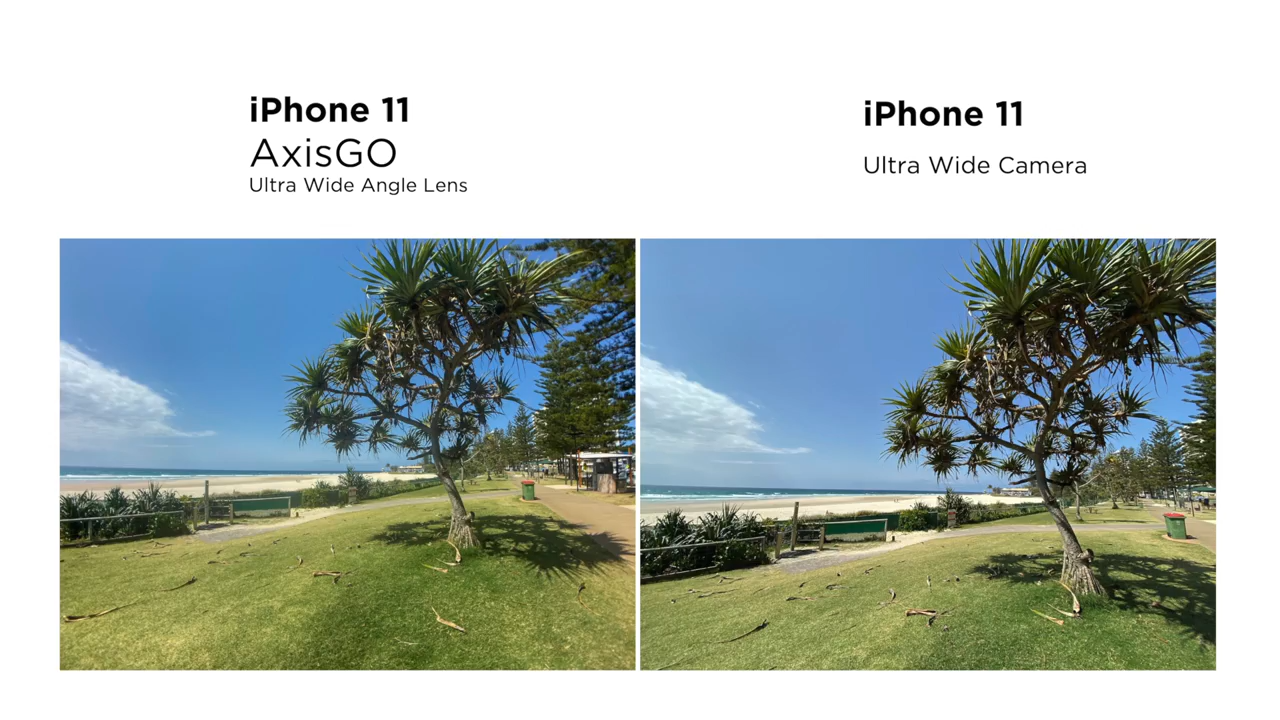 iPhone 11
AxisGO
Ultra Wide Angle Lens
iPhone 11
Ultra Wide Camera